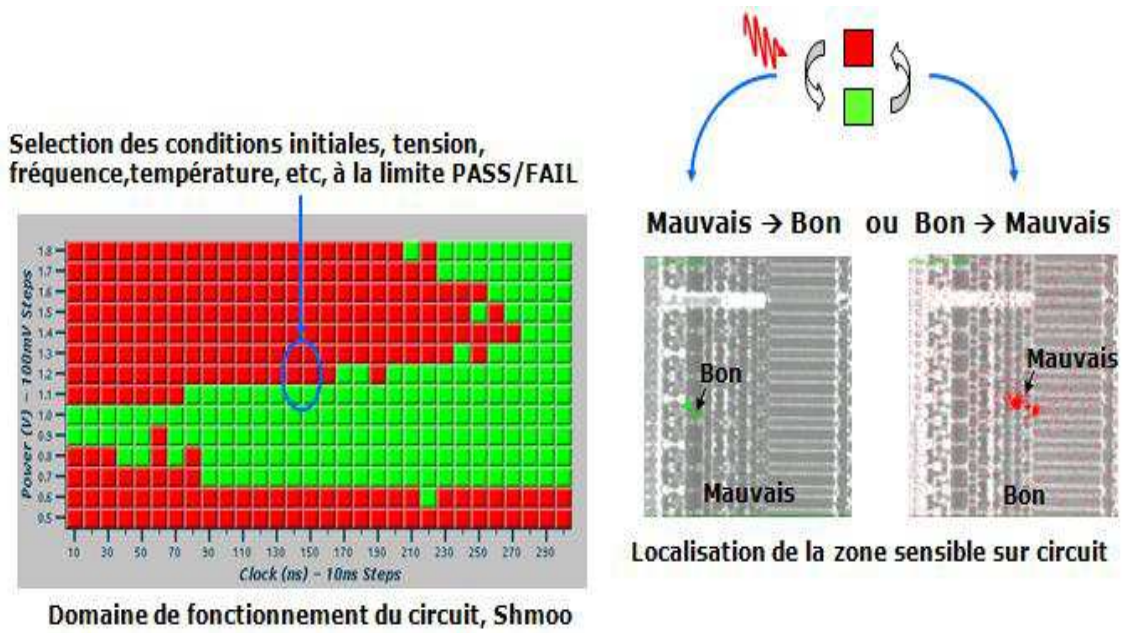 Selection des conditions initiales, tension,
fréquence,température, etc, à la limite PASS/FAIL
Power (V) - 100mV Steps
1.8
1.7
1.6
1.5
1.4
1.3
1.2
1.1
1.0
0.9
0.8
0.7
0.6
0.5
10 30 50 70 90 110 130 150 170 190 210 230 250 270 290
Clock (ns) - 10ns Steps
Domaine de fonctionnement du circuit, Shmoo
Mauvais → Bon ou Bon → Mauvais
Bon
Mauvais
Mauvais
Bon
Localisation de la zone sensible sur circuit